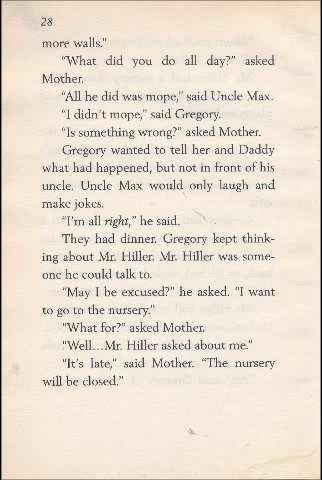 28
more walls."
"What did you do all day?" asked
Mother.
"All he did was mope," said Uncle Max.
"I didn't mope," said Gregory.
"Is something wrong?" asked Mother.
Gregory wanted to tell her and Daddy
what had happened, but not in front of his
uncle. Uncle Max would only laugh and
make jokes.
"I'm all right," he said.
They had dinner. Gregory kept think-
ing about Mr. Hiller. Mr. Hiller was some-
one he could talk to.
"May I be excused?" he asked. "I want
to go to the nursery."
"What for?" asked Mother.
"Well...Mr. Hiller asked about me."
"It's late," said Mother. "The nursery
will be closed."